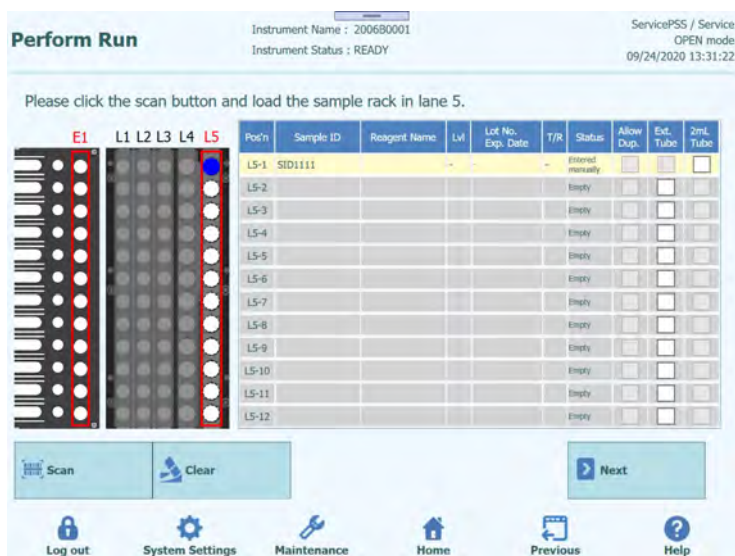 Perform Run
Instrument Name : 2006B0001
Instrument Status : READY
ServicePSS / Service
OPEN mode
09/24/2020 13:31:22
Please click the scan button and load the sample rack in lane 5.
E1 L1 L2 L3 L4 L5
Pos'n Sample ID Reagent Name Lvl Lot No. Exp. Date T/R Status Allow Dup. Ext. Tube 2mL Tube
L5-1 SID1111 - - - Entered manually
L5-2 Empty
L5-3 Empty
L5-4 Empty
L5-5 Empty
L5-6 Empty
L5-7 Empty
L5-8 Empty
L5-9 Empty
L5-10 Empty
L5-11 Empty
L5-12 Empty
Scan Clear Next
Log out System Settings Maintenance Home Previous Help